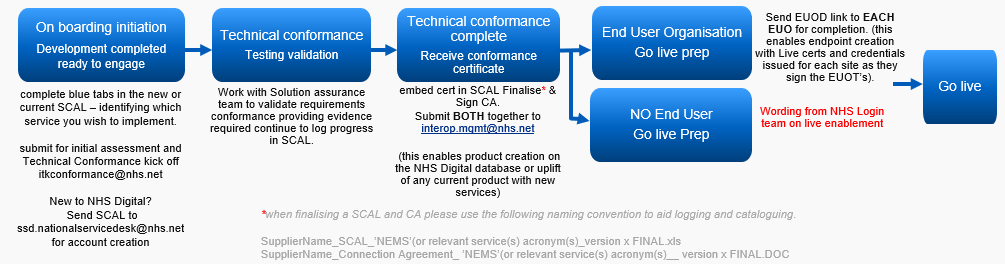 On boarding initiation
Development completed
ready to engage
complete blue tabs in the new or
current SCAL – identifying which
service you wish to implement.
submit for initial assessment and
Technical Conformance kick off
itkconformance@nhs.net
New to NHS Digital?
Send SCAL to
ssd.nationalservicedesk@nhs.net
for account creation
Technical conformance
Testing validation
Work with Solution assurance
team to validate requirements
conformance providing evidence
required continue to log progress
in SCAL.
Technical conformance
complete
Receive conformance
certificate
embed cert in SCAL Finalise* &
Sign CA.
Submit BOTH together to
interop.mgmt@nhs.net
(this enables product creation on
the NHS Digital database or uplift
of any current product with new
services)
End User Organisation
Go live prep
NO End User
Go live Prep
Send EUOD link to EACH
EUO for completion. (this
enables endpoint creation
with Live certs and credentials
issued for each site as they
sign the EUOT's).
Wording from NHS Login
team on live enablement
Go live
*when finalising a SCAL and CA please use the following naming convention to aid logging and cataloguing.
SupplierName_SCAL_'NEMS'(or relevant service(s) acronym(s)_version x FINAL.xls
SupplierName_Connection Agreement_ 'NEMS'(or relevant service(s) acronym(s)__ version x FINAL.DOC